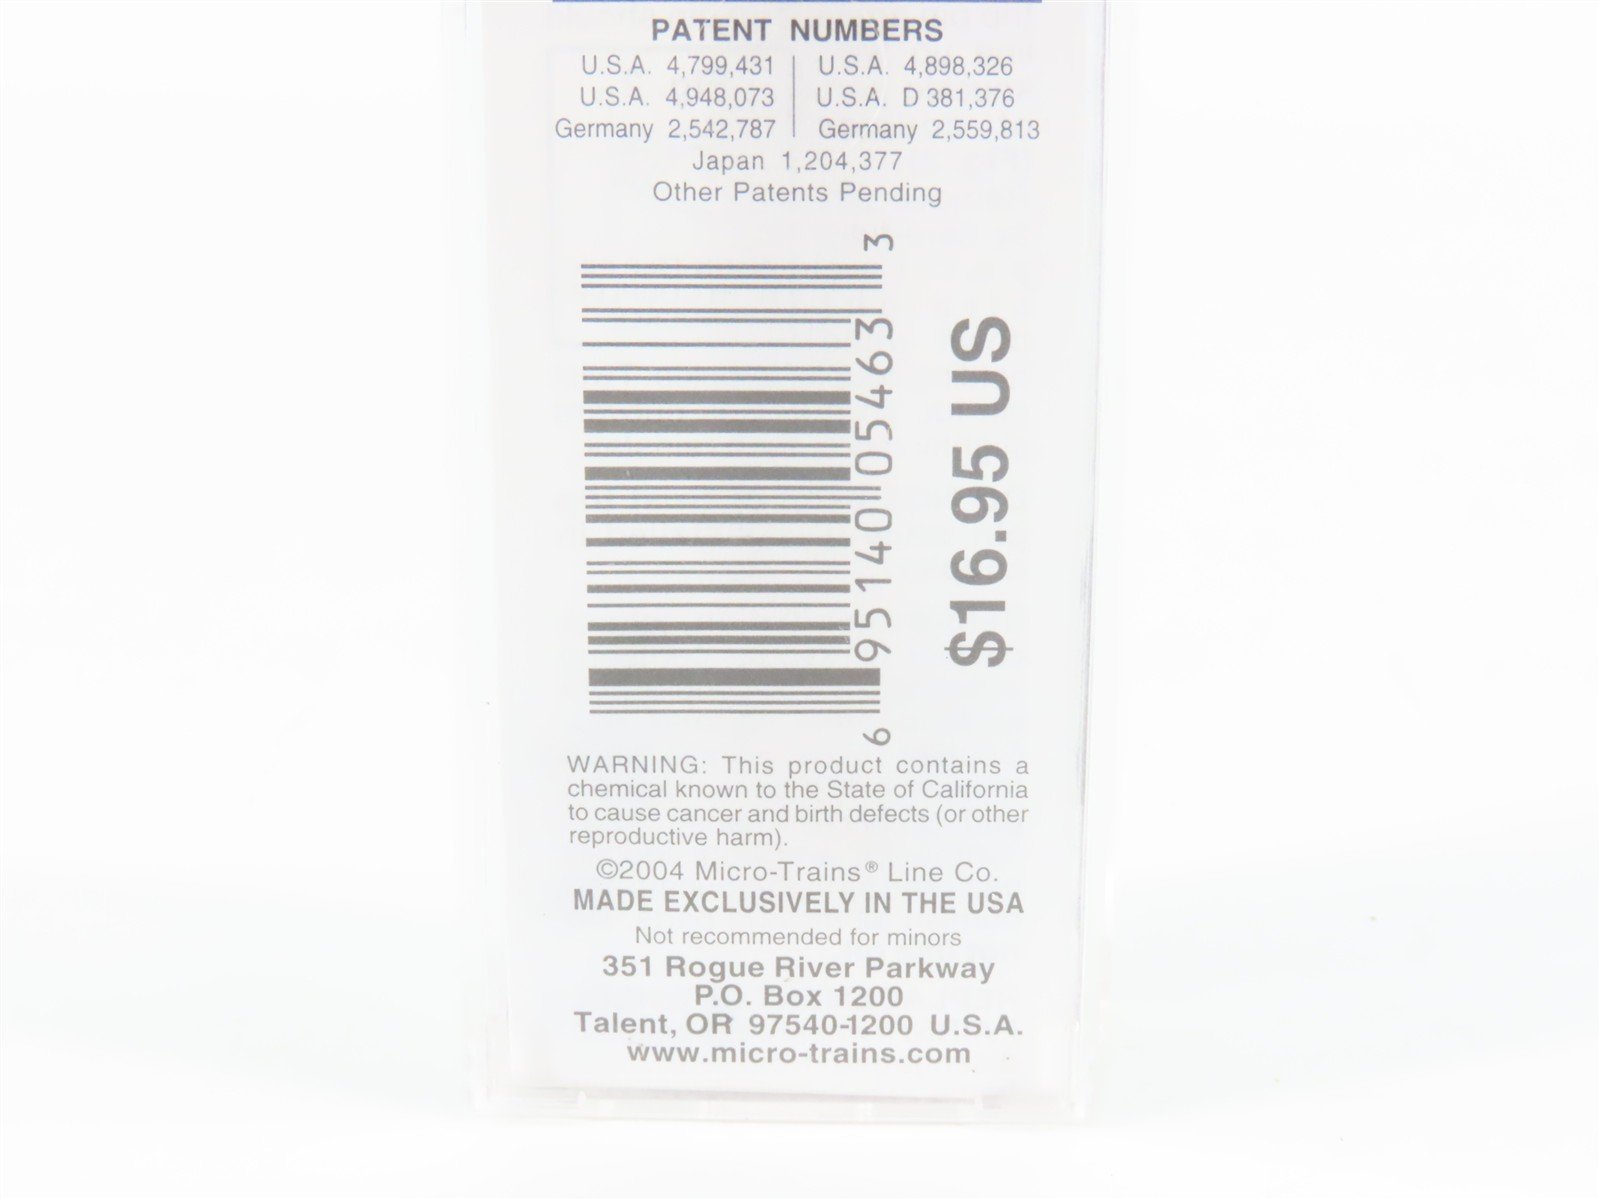 PATENT NUMBERS
U.S.A. 4,799,431 U.S.A. 4,898,326
U.S.A. 4,948,073 U.S.A. D 381,376
Germany 2,542,787 Germany 2,559,813
Japan 1,204,377
Other Patents Pending
6 95140 05463 3
$16.95 US
WARNING: This product contains a
chemical known to the State of California
to cause cancer and birth defects (or other
reproductive harm).
©2004 Micro-Trains® Line Co.
MADE EXCLUSIVELY IN THE USA
Not recommended for minors
351 Rogue River Parkway
P.O. Box 1200
Talent, OR 97540-1200 U.S.A.
www.micro-trains.com